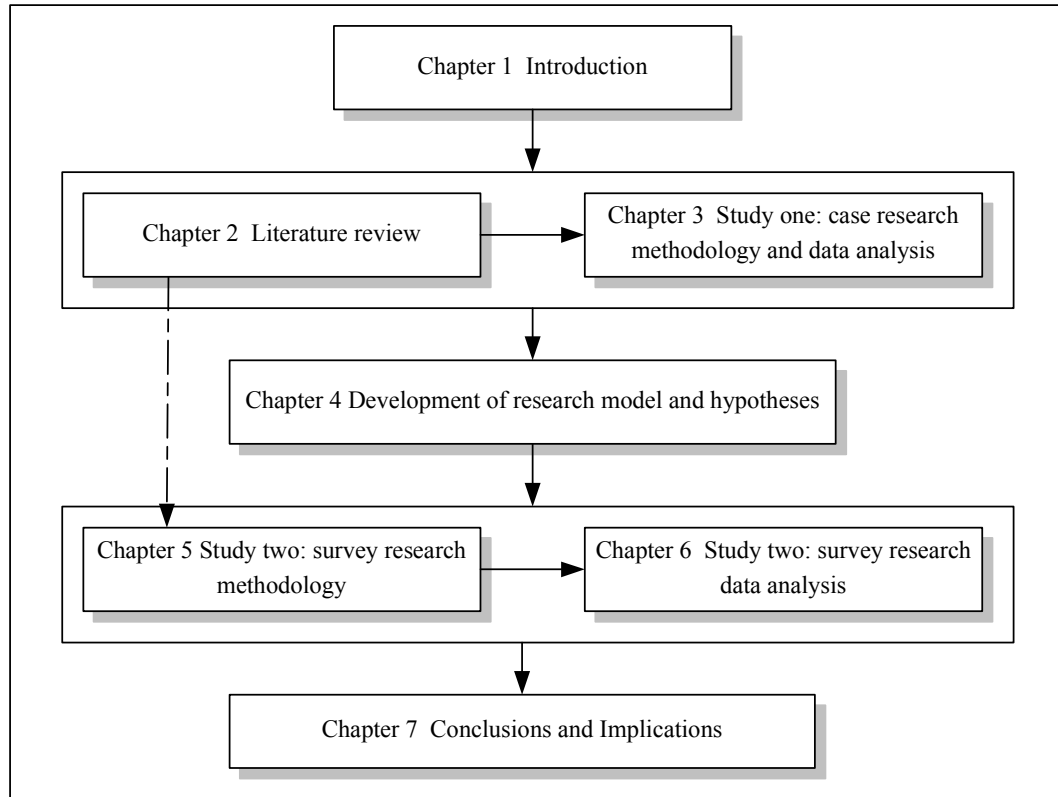 Chapter 1  Introduction
Chapter 2  Literature review
Chapter 3  Study one: case research
methodology and data analysis
Chapter 4 Development of research model and hypotheses
Chapter 5 Study two: survey research
methodology
Chapter 6  Study two: survey research
data analysis
Chapter 7  Conclusions and Implications